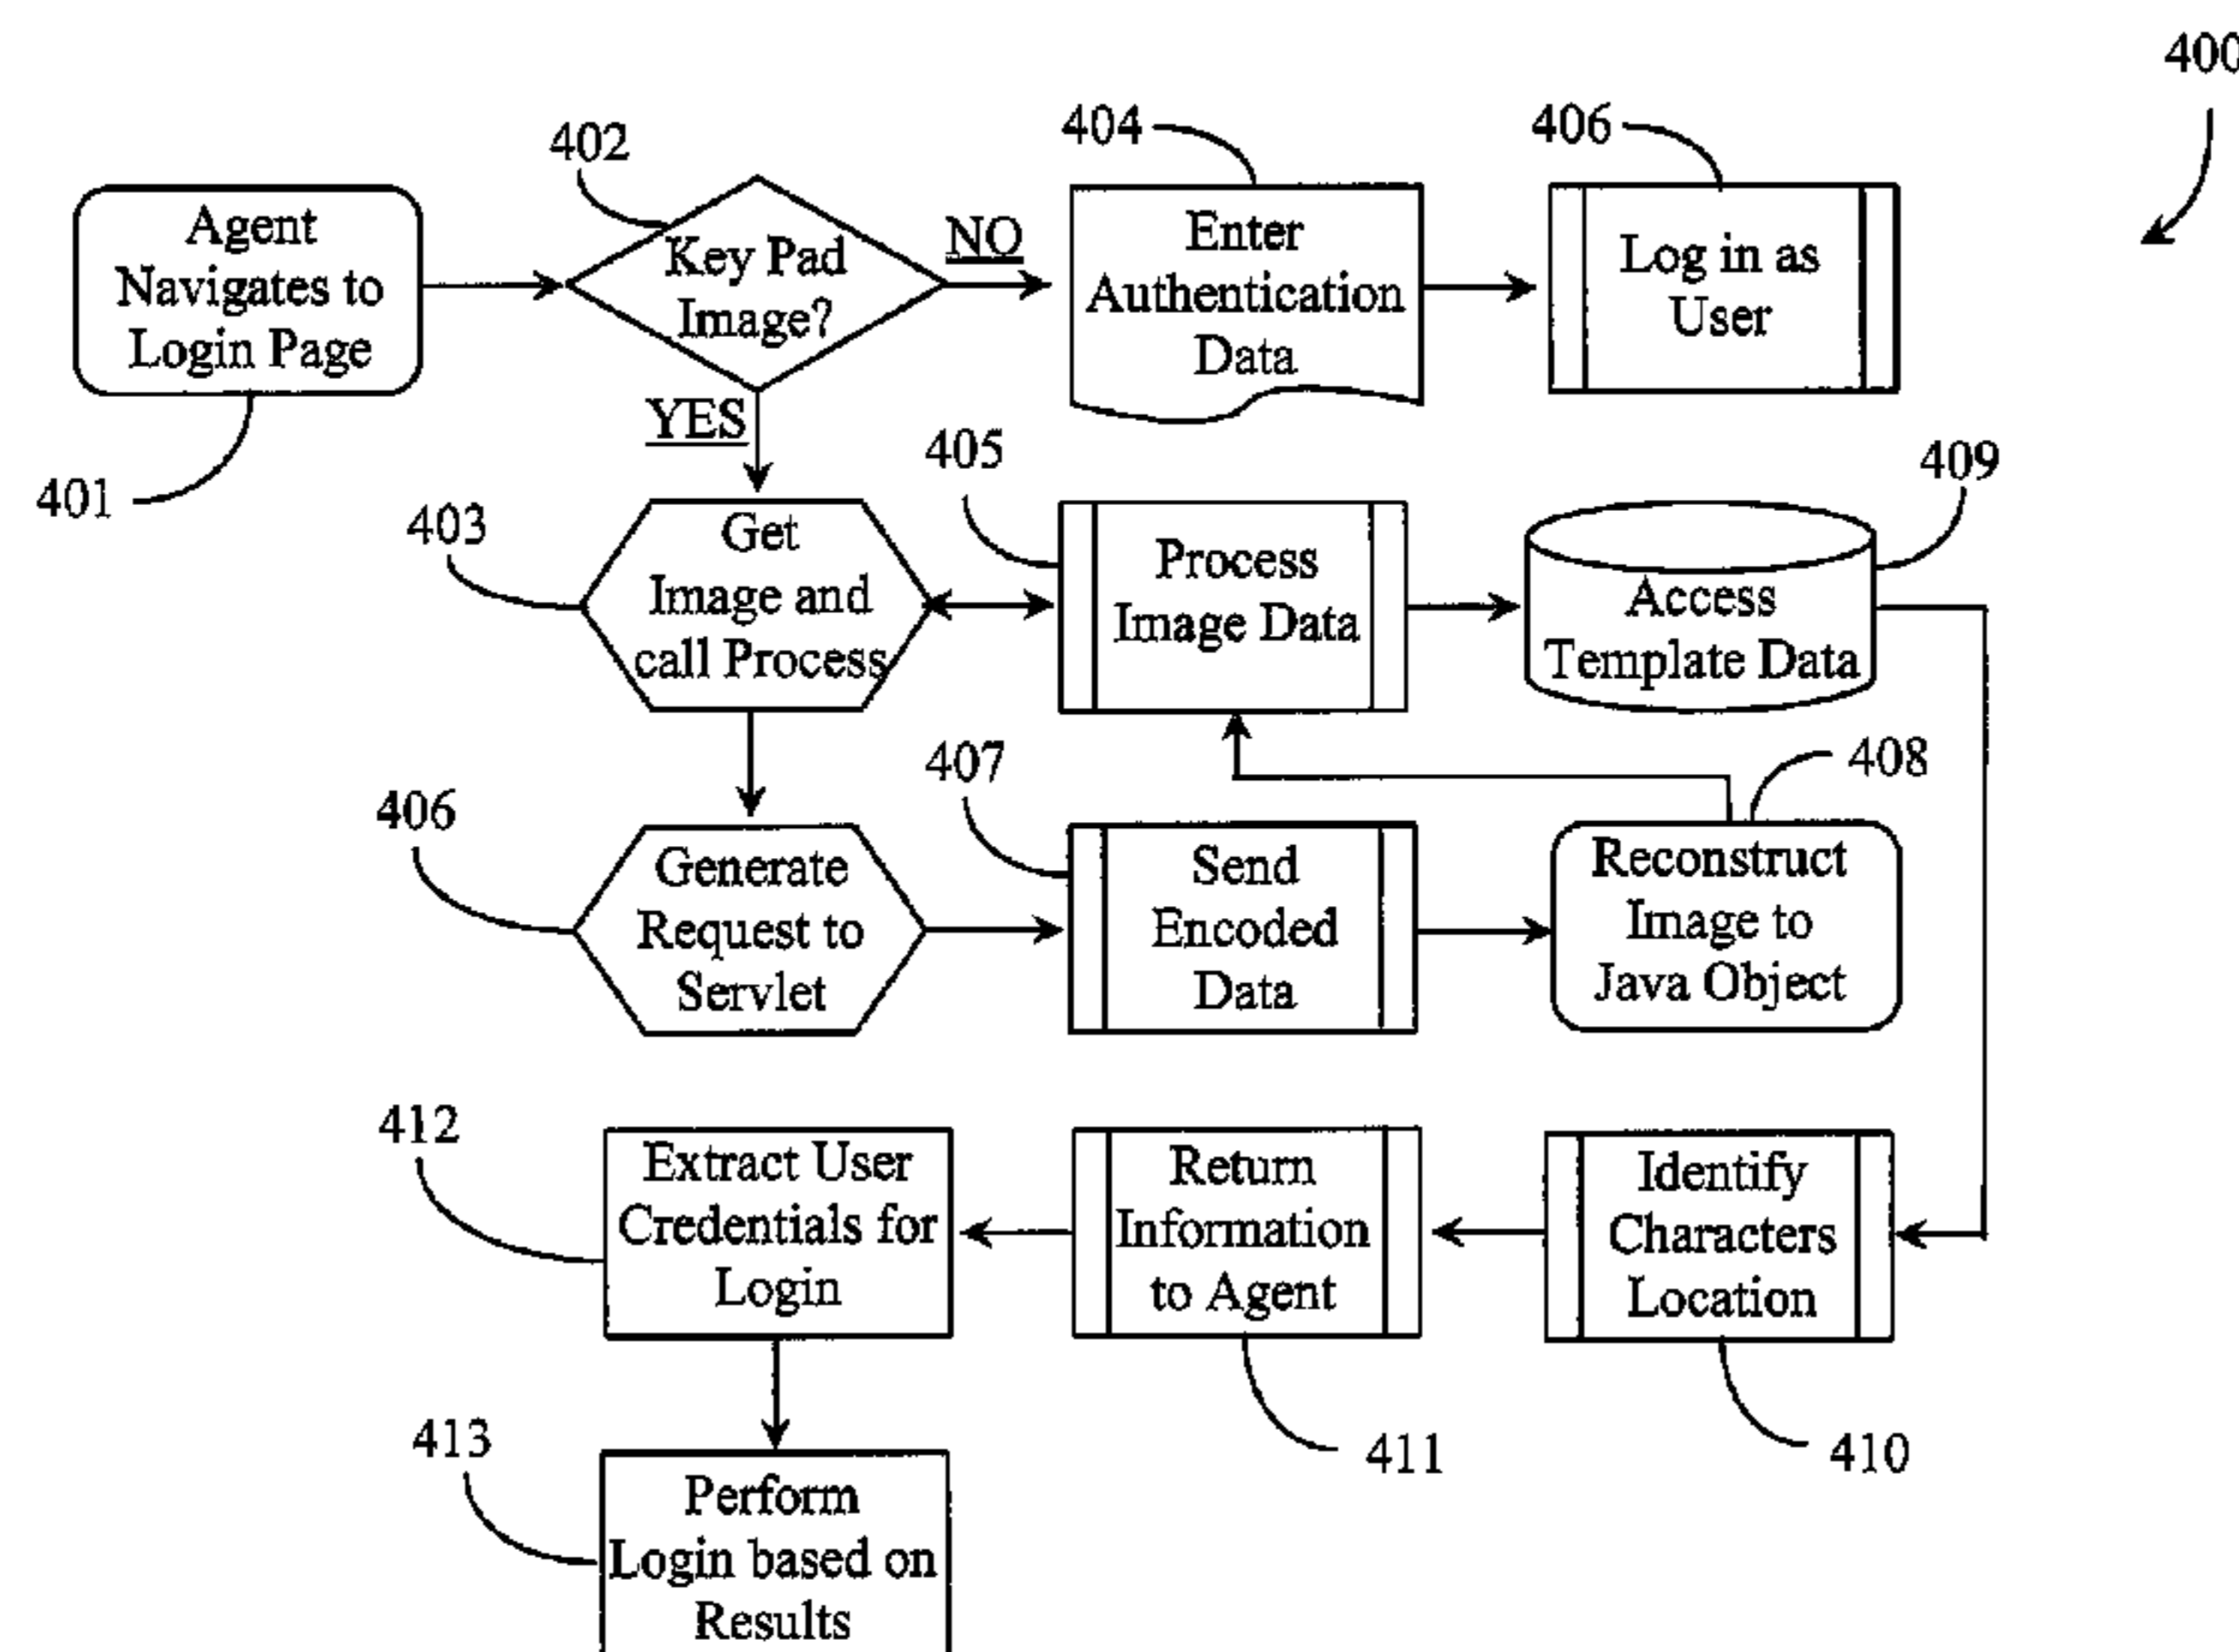 400
402
404
406
Agent
Navigates to
Login Page
Key Pad
Image?
NO
Enter
Authentication
Data
Log in as
User
YES
401
403
405
409
Get
Image and
call Process
Process
Image Data
Access
Template Data
406
407
408
Generate
Request to
Servlet
Send
Encoded
Data
Reconstruct
Image to
Java Object
412
Extract User
Credentials for
Login
Return
Information
to Agent
Identify
Characters
Location
413
411
410
Perform
Login based on
Results